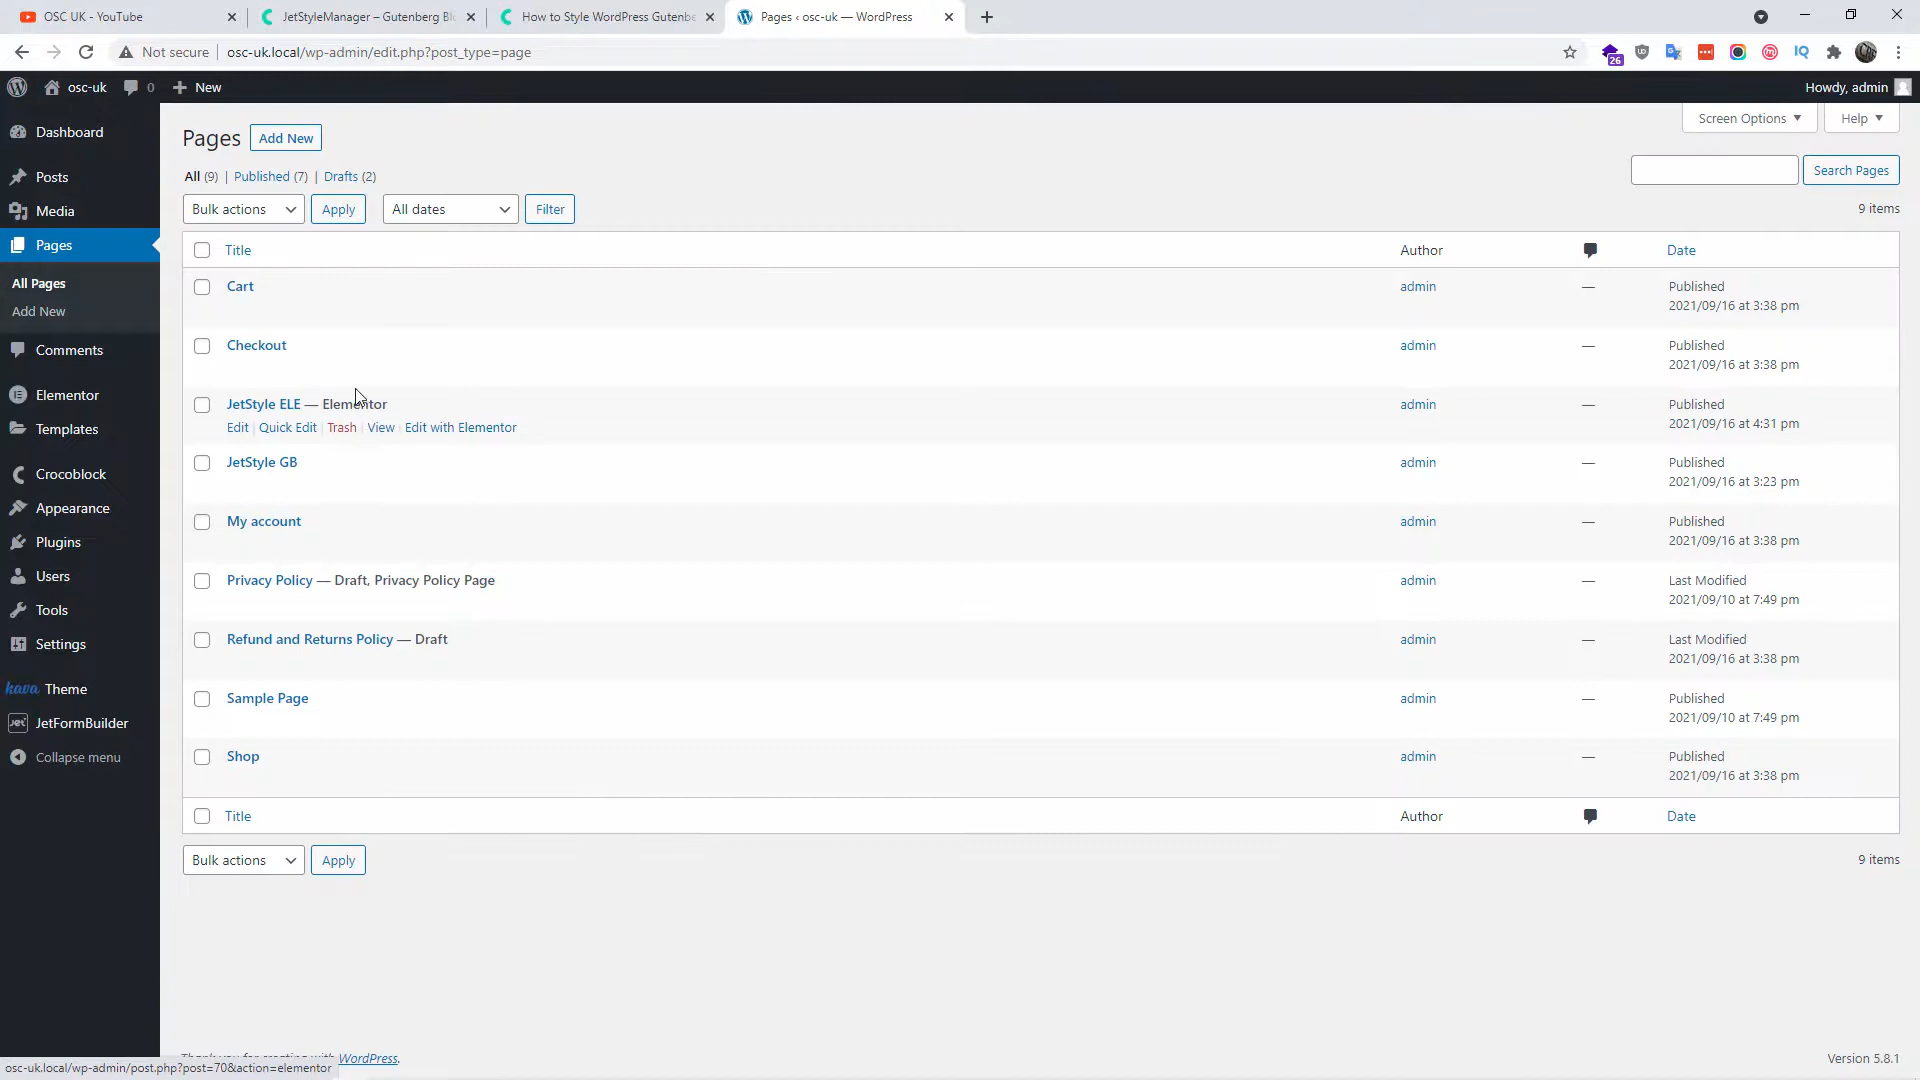 OSC UK - YouTube
JetStyleManager – Gutenberg Bl
How to Style WordPress Gutenbe
Pages ‹ osc-uk — WordPress
Not secure
osc-uk.local/wp-admin/edit.php?post_type=page
26
osc-uk
0
New
Howdy, admin
Dashboard
Posts
Media
Pages
All Pages
Add New
Comments
Elementor
Templates
Crocoblock
Appearance
Plugins
Users
Tools
Settings
kava Theme
Jet JetFormBuilder
Collapse menu
Screen Options
Help
Pages
Add New
All (9) | Published (7) | Drafts (2)
Search Pages
Bulk actions
Apply
All dates
Filter
9 items
Title
Author
Date
Cart
admin
—
Published
2021/09/16 at 3:38 pm
Checkout
admin
—
Published
2021/09/16 at 3:38 pm
JetStyle ELE — Elementor
Edit | Quick Edit | Trash | View | Edit with Elementor
admin
—
Published
2021/09/16 at 4:31 pm
JetStyle GB
admin
—
Published
2021/09/16 at 3:23 pm
My account
admin
—
Published
2021/09/16 at 3:38 pm
Privacy Policy — Draft, Privacy Policy Page
admin
—
Last Modified
2021/09/10 at 7:49 pm
Refund and Returns Policy — Draft
admin
—
Last Modified
2021/09/16 at 3:38 pm
Sample Page
admin
—
Published
2021/09/10 at 7:49 pm
Shop
admin
—
Published
2021/09/16 at 3:38 pm
Title
Author
Date
Bulk actions
Apply
9 items
Thank you for creating with WordPress.
Version 5.8.1
osc-uk.local/wp-admin/post.php?post=70&action=elementor